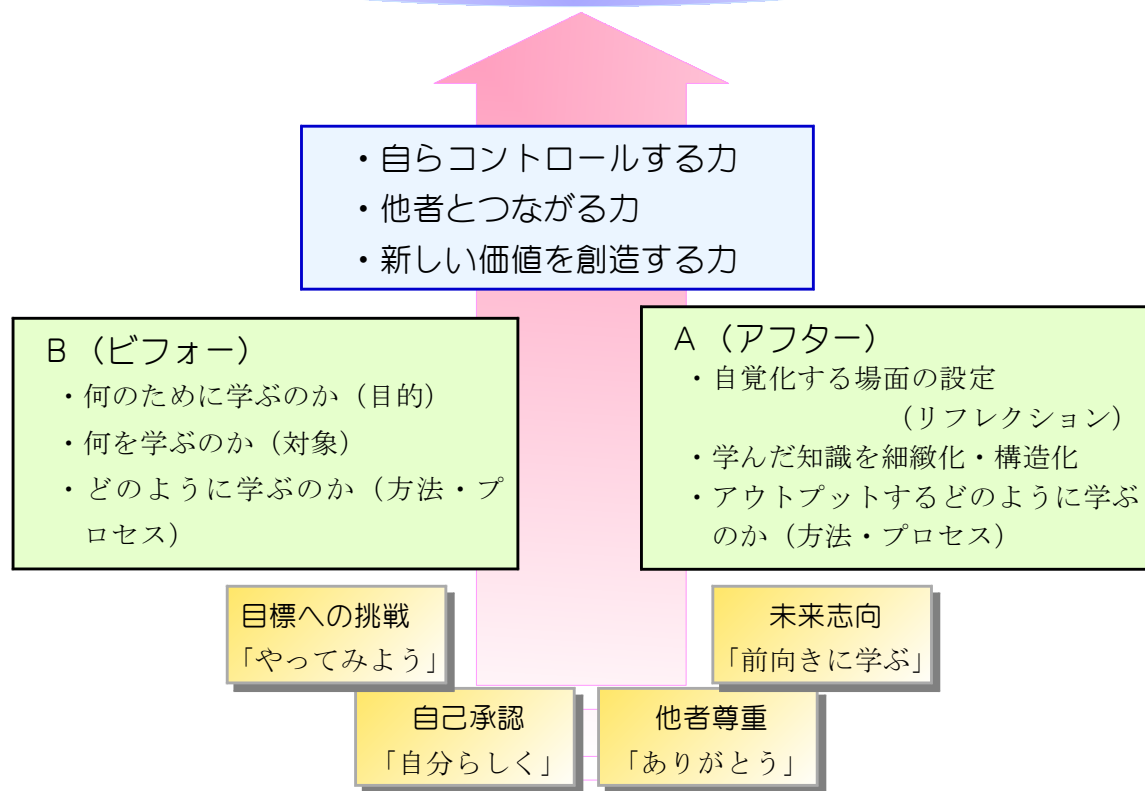 ・自らコントロールする力
・他者とつながる力
・新しい価値を創造する力
B（ビフォー）
・何のために学ぶのか（目的）
・何を学ぶのか（対象）
・どのように学ぶのか（方法・プ
ロセス）
A（アフター）
・自覚化する場面の設定
（リフレクション）
・学んだ知識を細緻化・構造化
・アウトプットするどのように学ぶ
のか（方法・プロセス）
目標への挑戦
「やってみよう」
未来志向
「前向きに学ぶ」
自己承認
「自分らしく」
他者尊重
「ありがとう」